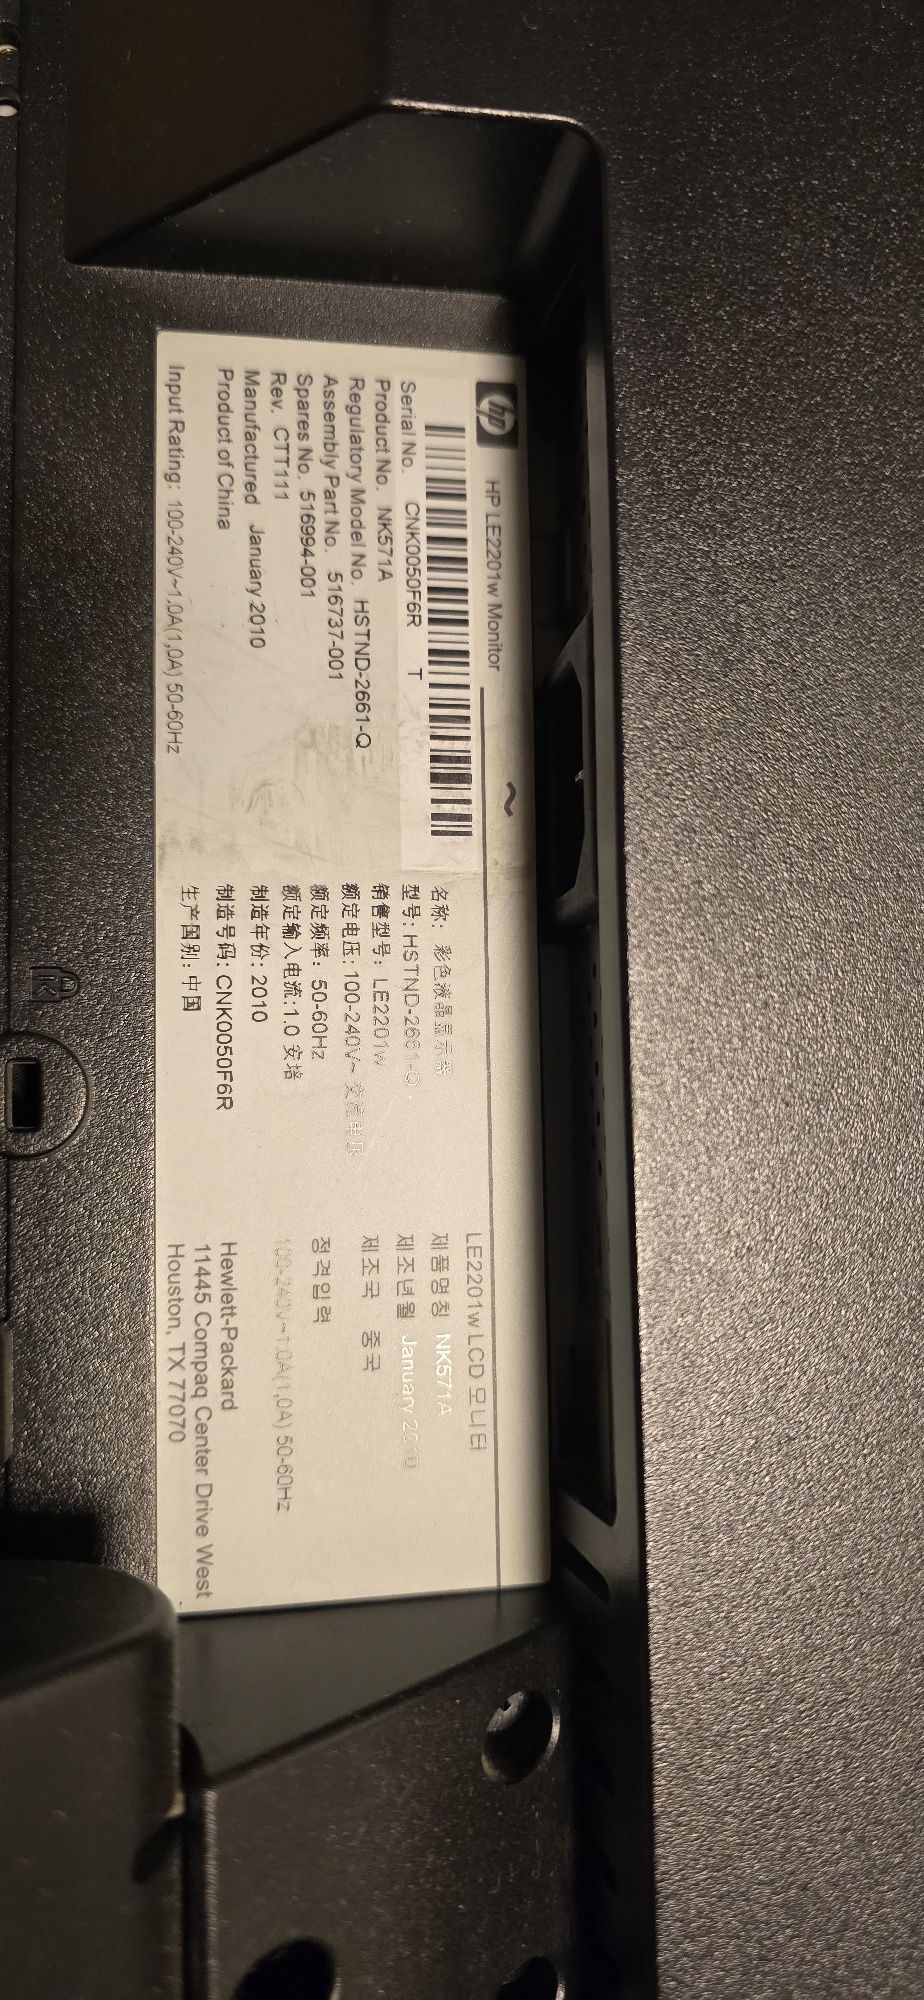 hp
HP LE2201w Monitor
~
Serial No. CNK0050F6R T
Product No. NK571A
Regulatory Model No. HSTND-2661-Q
Assembly Part No. 516737-001
Spares No. 516994-001
Rev. CTT111
Manufactured January 2010
Product of China
Input Rating: 100-240V~1.0A(1,0A) 50-60Hz
名称: 彩色液晶显示器
型号: HSTND-2661-Q
销售型号: LE2201w
额定电压: 100-240V~ 交流电压
额定频率: 50-60Hz
额定输入电流:1.0 安培
制造年份: 2010
制造号码: CNK0050F6R
生产国别: 中国
LE2201w LCD 모니터
제품명칭 NK571A
제조년월 January 2010
제조국 중국
정격입력
100-240V~1.0A(1,0A) 50-60Hz
Hewlett-Packard
11445 Compaq Center Drive West
Houston, TX 77070
K